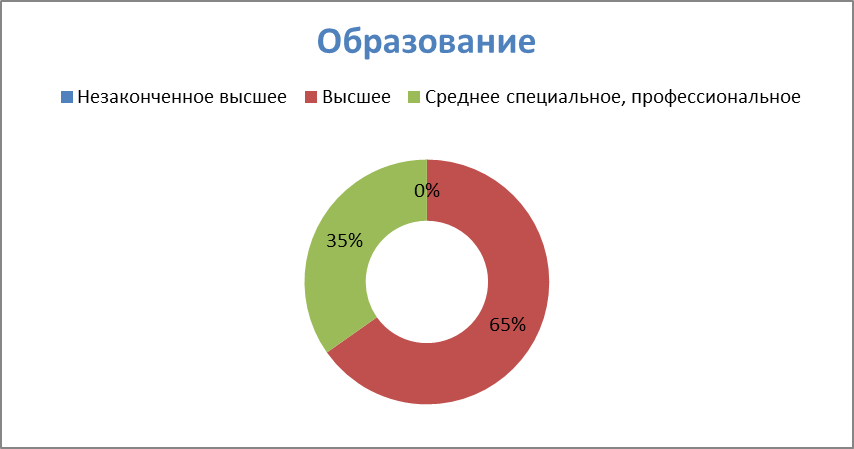 Образование
Незаконченное высшее Высшее Среднее специальное, профессиональное
0%
35%
65%